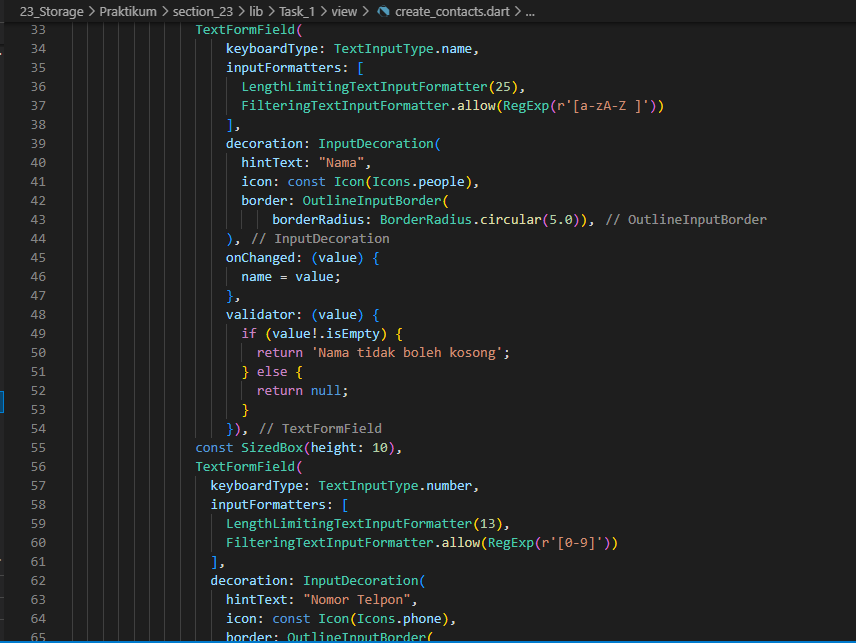 23_Storage > Praktikum > section_23 > lib > Task_1 > view > create_contacts.dart > ...
33 TextFormField(
34 keyboardType: TextInputType.name,
35 inputFormatters: [
36 LengthLimitingTextInputFormatter(25),
37 FilteringTextInputFormatter.allow(RegExp(r'[a-zA-Z ]'))
38 ],
39 decoration: InputDecoration(
40 hintText: "Nama",
41 icon: const Icon(Icons.people),
42 border: OutlineInputBorder(
43 borderRadius: BorderRadius.circular(5.0)), // OutlineInputBorder
44 ), // InputDecoration
45 onChanged: (value) {
46 name = value;
47 },
48 validator: (value) {
49 if (value!.isEmpty) {
50 return 'Nama tidak boleh kosong';
51 } else {
52 return null;
53 }
54 }), // TextFormField
55 const SizedBox(height: 10),
56 TextFormField(
57 keyboardType: TextInputType.number,
58 inputFormatters: [
59 LengthLimitingTextInputFormatter(13),
60 FilteringTextInputFormatter.allow(RegExp(r'[0-9]'))
61 ],
62 decoration: InputDecoration(
63 hintText: "Nomor Telpon",
64 icon: const Icon(Icons.phone),
65 border: OutlineInputBorder(